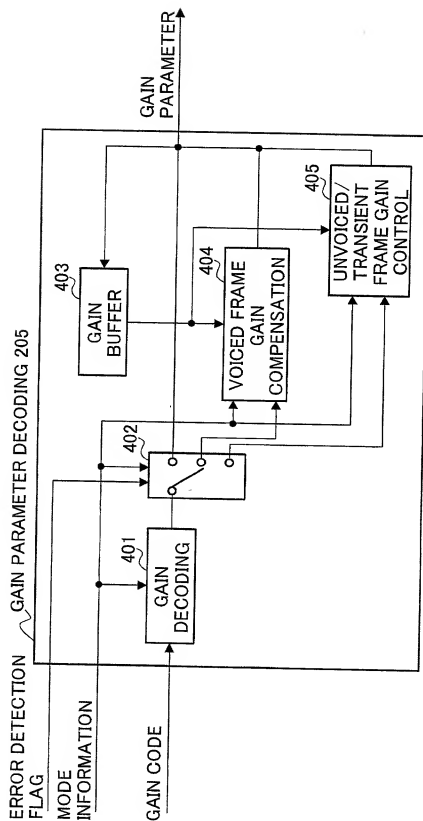 ERROR DETECTION
FLAG
GAIN PARAMETER DECODING 205
MODE
INFORMATION
GAIN CODE
401
GAIN
DECODING
402
403
GAIN
BUFFER
404
VOICED FRAME
GAIN
COMPENSATION
405
UNVOICED/
TRANSIENT
FRAME GAIN
CONTROL
GAIN
PARAMETER